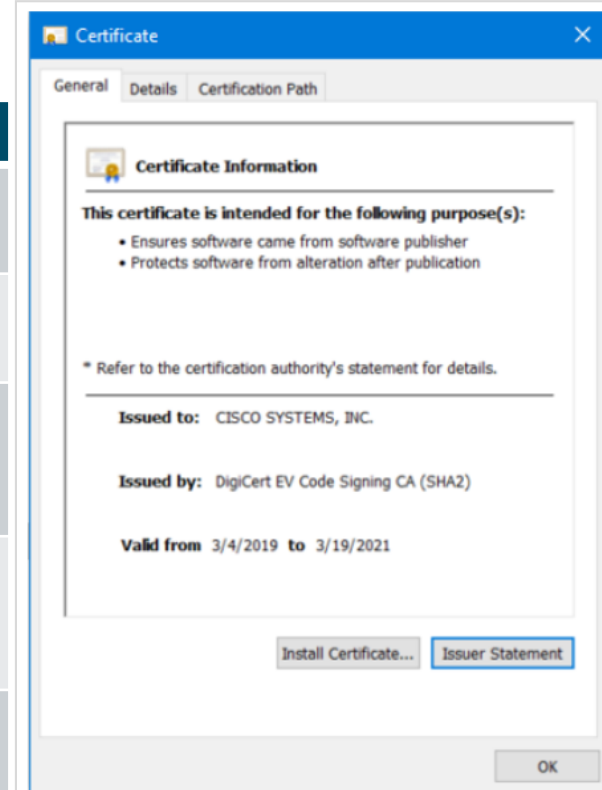 Certificate
General Details Certification Path
Certificate Information
This certificate is intended for the following purpose(s):
• Ensures software came from software publisher
• Protects software from alteration after publication
* Refer to the certification authority's statement for details.
Issued to: CISCO SYSTEMS, INC.
Issued by: DigiCert EV Code Signing CA (SHA2)
Valid from 3/4/2019 to 3/19/2021
Install Certificate... Issuer Statement
OK